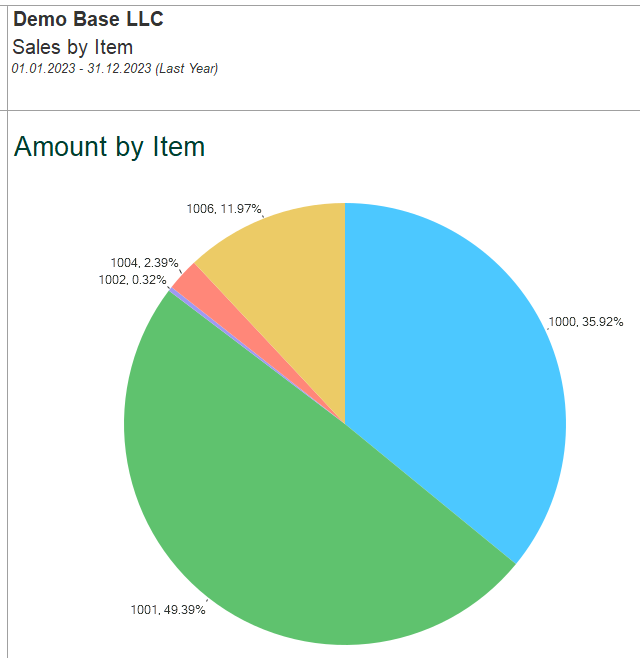 Demo Base LLC
Sales by Item
01.01.2023 - 31.12.2023 (Last Year)
Amount by Item
1006, 11.97%
1004, 2.39%
1002, 0.32%
1000, 35.92%
1001, 49.39%